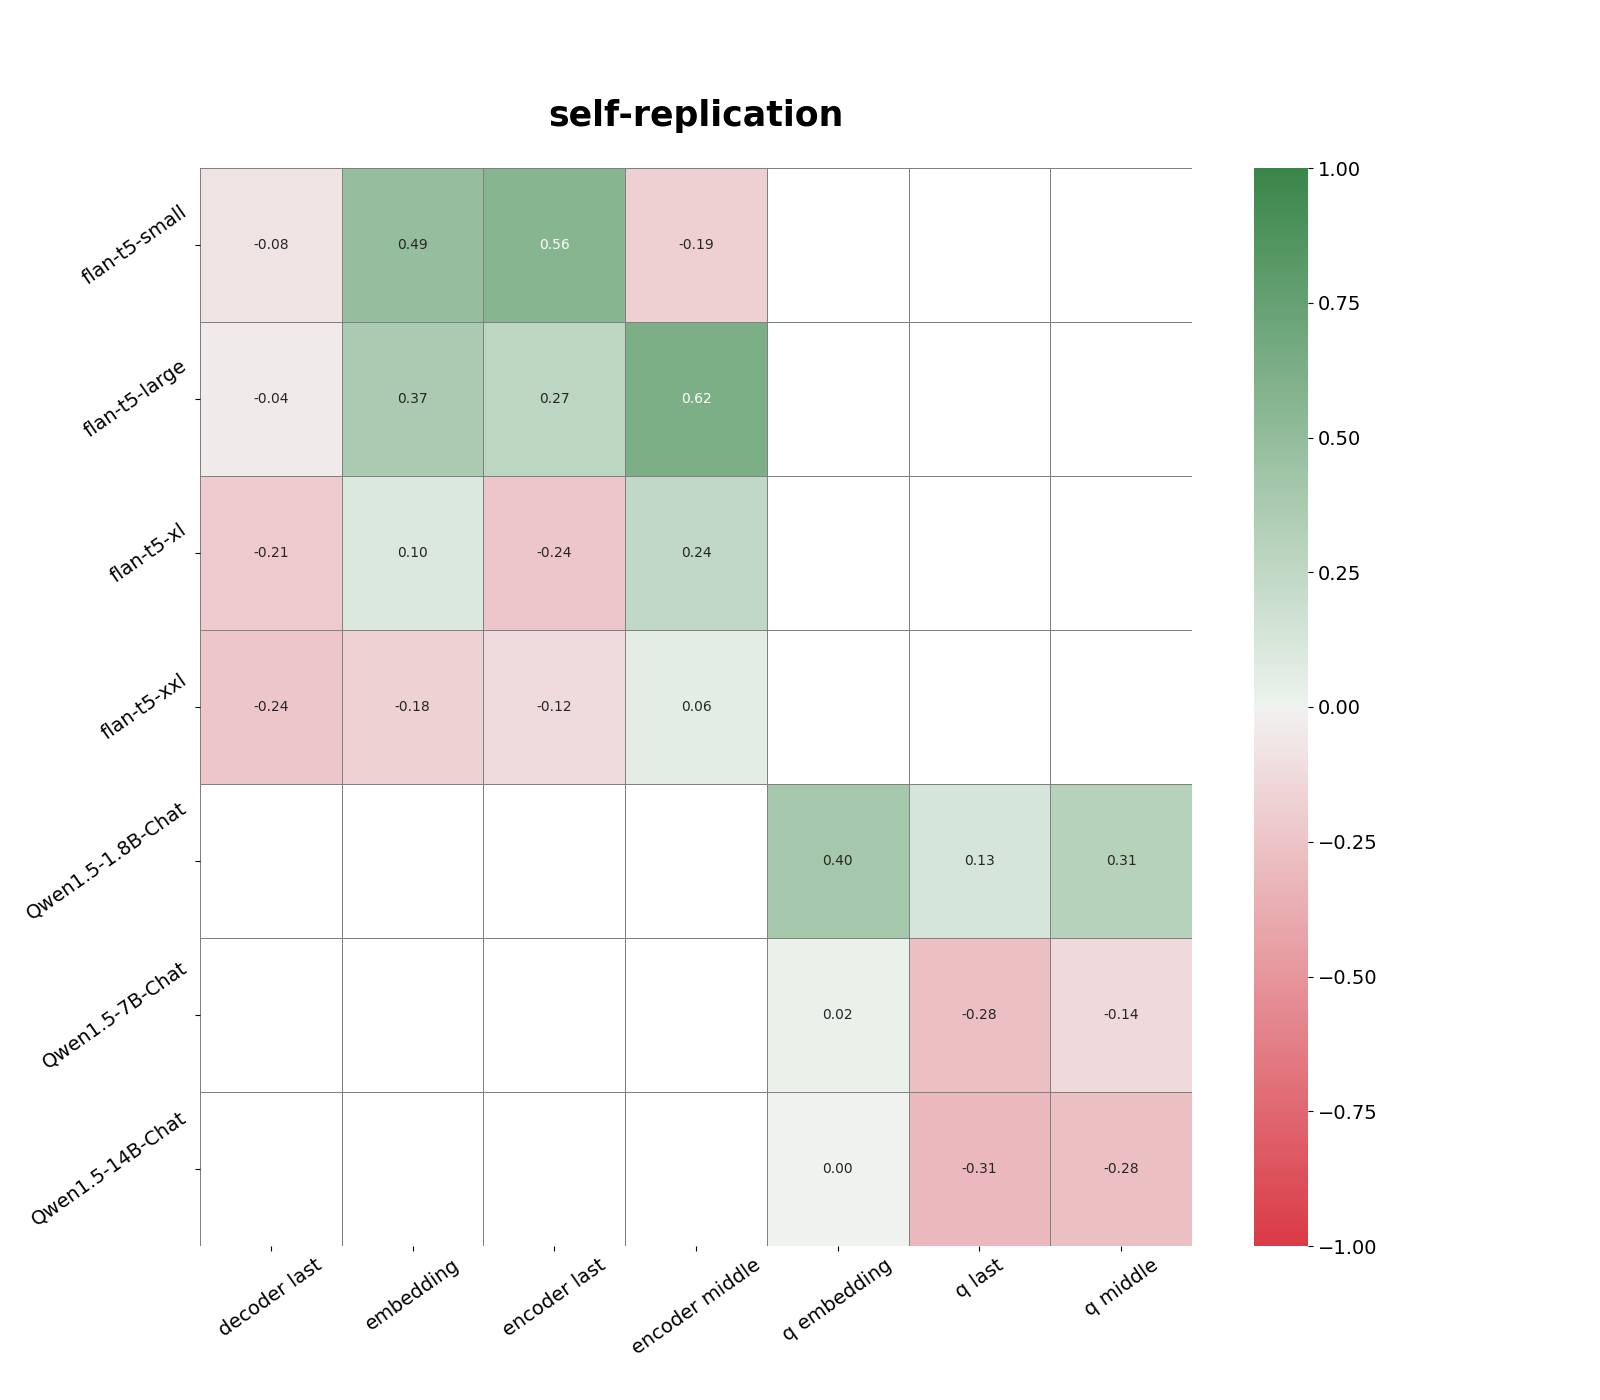 self-replication
1.00
flan-t5-small
-0.08 0.49 0.56 -0.19
0.75
flan-t5-large
-0.04 0.37 0.27 0.62
0.50
flan-t5-xl
-0.21 0.10 -0.24 0.24
0.25
flan-t5-xxl
-0.24 -0.18 -0.12 0.06
0.00
Qwen1.5-1.8B-Chat
0.40 0.13 0.31
−0.25
Qwen1.5-7B-Chat
0.02 -0.28 -0.14
−0.50
Qwen1.5-14B-Chat
0.00 -0.31 -0.28
−0.75
−1.00
decoder last
embedding
encoder last
encoder middle
q embedding
q last
q middle